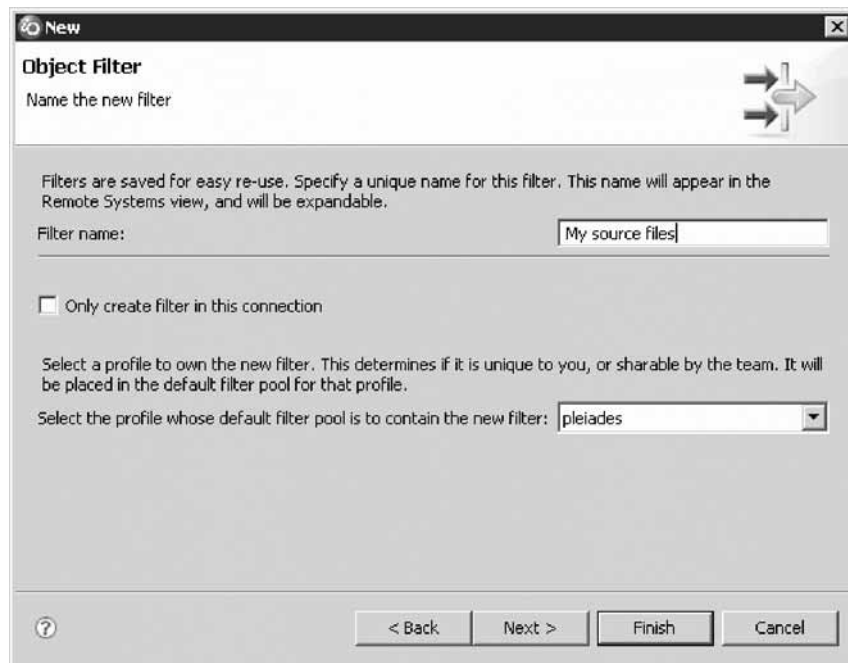 New
Object Filter
Name the new filter
Filters are saved for easy re-use. Specify a unique name for this filter. This name will appear in the
Remote Systems view, and will be expandable.
Filter name: My source files
Only create filter in this connection
Select a profile to own the new filter. This determines if it is unique to you, or sharable by the team. It will
be placed in the default filter pool for that profile.
Select the profile whose default filter pool is to contain the new filter: pleiades
< Back Next > Finish Cancel